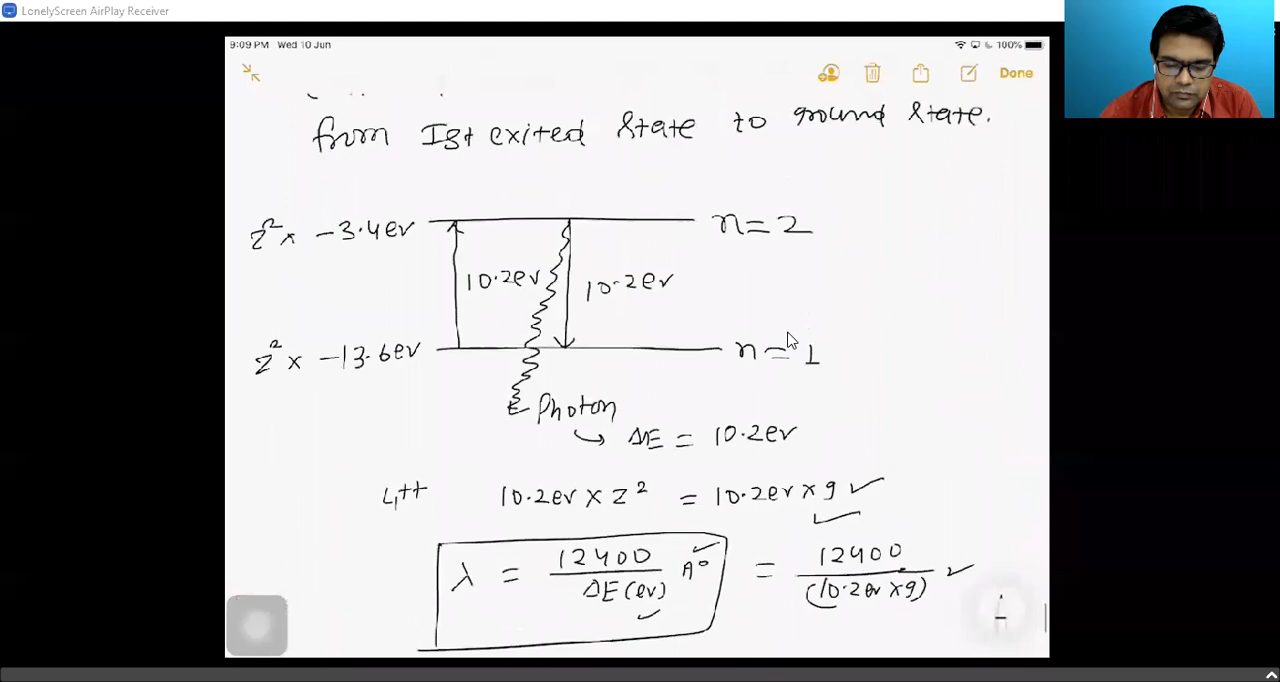 LonelyScreen AirPlay Receiver
9:09 PM Wed 10 Jun
100%
Done
from Ist exited state to ground state.
z² x -3.4ev
n=2
10.2ev
10.2ev
z² x -13.6ev
n=1
Photon
ΔE = 10.2ev
Li++ 10.2ev x z² = 10.2ev x 9
λ = 12400 / ΔE(ev) A° = 12400 / (10.2ev x 9)